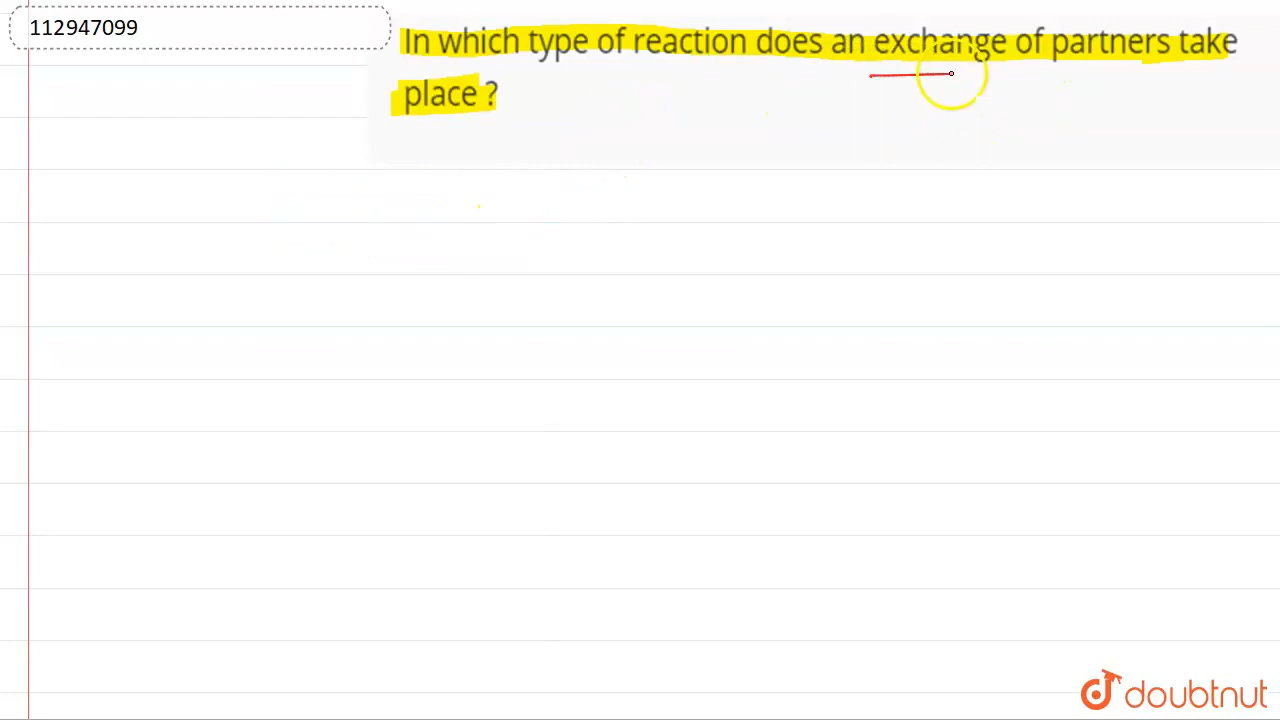 112947099
In which type of reaction does an exchange of partners take
place ?
doubtnut